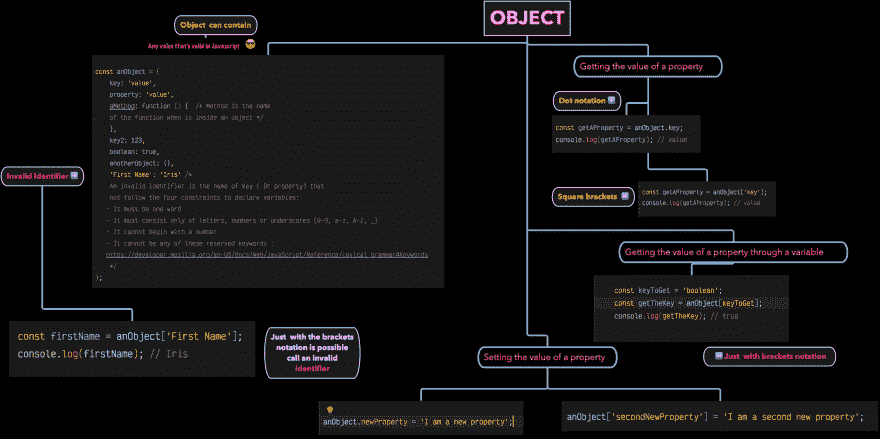 OBJECT
Object can contain
Any value that's valid in Javascript
const anObject = {
key: 'value',
property: 'value',
aMethod: function () { /* Method is the name
of the function when is inside an object */
},
key2: 123,
boolean: true,
anotherObject: {},
'First Name': 'Iris' /*
An invalid identifier is the name of key ( or property) that
not follow the four constraints to declare variables:
- It must be one word
- It must consist only of letters, numbers or underscores (0-9, a-z, A-Z, _)
- It cannot begin with a number
- It cannot be any of these reserved keywords :
https://developer.mozilla.org/en-US/docs/Web/JavaScript/Reference/Lexical_grammar#Keywords
*/
};
Invalid Identifier
const firstName = anObject['First Name'];
console.log(firstName); // Iris
Just with the brackets
notation is possible
call an invalid
identifier
Getting the value of a property
Dot notation
const getAProperty = anObject.key;
console.log(getAProperty); // value
Square brackets
const getAProperty = anObject['key'];
console.log(getAProperty); // value
Getting the value of a property through a variable
const keyToGet = 'boolean';
const getTheKey = anObject[keyToGet];
console.log(getTheKey); // true
Just with brackets notation
Setting the value of a property
anObject.newProperty = 'I am a new property';
anObject['secondNewProperty'] = 'I am a second new property';